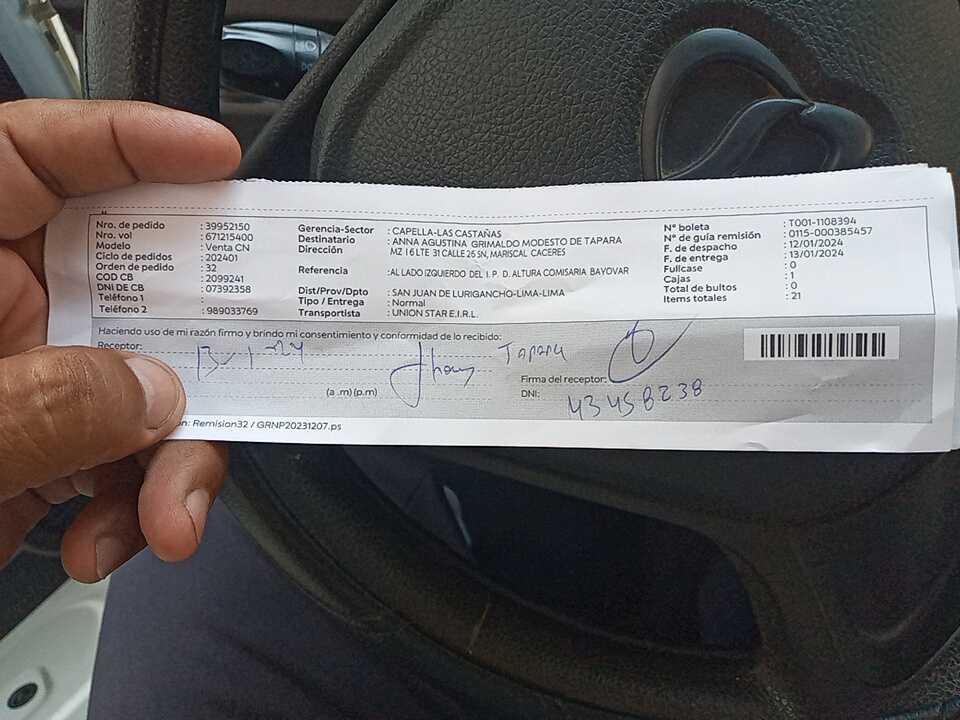 Nro. de pedido : 39952150
Nro. vol : 671215400
Modelo : Venta CN
Ciclo de pedidos : 202401
Orden de pedido : 32
COD CB : 2099241
DNI DE CB : 07392358
Teléfono 1 :
Teléfono 2 : 989033769
Gerencia-Sector : CAPELLA-LAS CASTAÑAS
Destinatario : ANNA AGUSTINA GRIMALDO MODESTO DE TAPARA
Dirección MZ I 6 LTE 31 CALLE 26 SN, MARISCAL CACERES
Referencia : AL LADO IZQUIERDO DEL I. P. D. ALTURA COMISARIA BAYOVAR
Dist/Prov/Dpto : SAN JUAN DE LURIGANCHO-LIMA-LIMA
Tipo / Entrega : Normal
Transportista : UNION STAR E.I.R.L.
N° boleta : T001-1108394
N° de guía remisión : 0115-000385457
F. de despacho : 12/01/2024
F. de entrega : 13/01/2024
Fullcase : 0
Cajas : 1
Total de bultos : 0
Items totales : 21
Haciendo uso de mi razón firmo y brindo mi consentimiento y conformidad de lo recibido:
Receptor:
13-1-24 Jhony Tapara
(a .m) (p.m)
Firma del receptor:
DNI: 43458238
n: Remision32 / GRNP20231207.ps